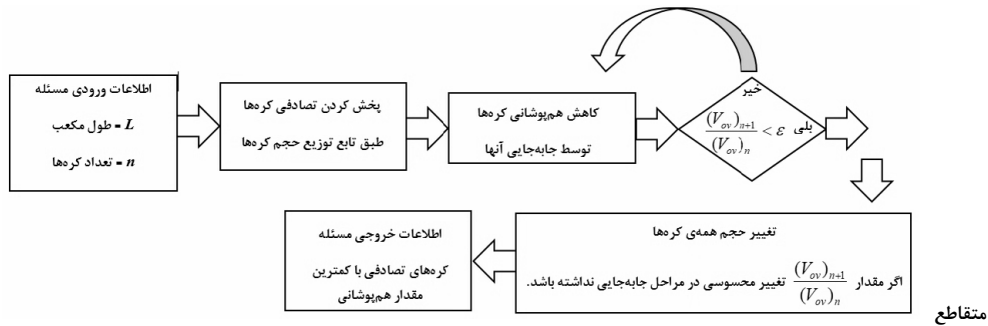 اطلاعات ورودی مسئله
L = طول مکعب
n = تعداد کره‌ها
پخش کردن تصادفی کره‌ها
طبق تابع توزیع حجم کره‌ها
کاهش هم‌پوشانی کره‌ها
توسط جابه‌جایی آنها
خیر
(V_ov)_{n+1} / (V_ov)_n < ε
بلی
تغییر حجم همه‌ی کره‌ها
اگر مقدار (V_ov)_{n+1} / (V_ov)_n تغییر محسوسی در مراحل جابه‌جایی نداشته باشد.
اطلاعات خروجی مسئله
کره‌های تصادفی با کمترین
مقدار هم‌پوشانی
متقاطع